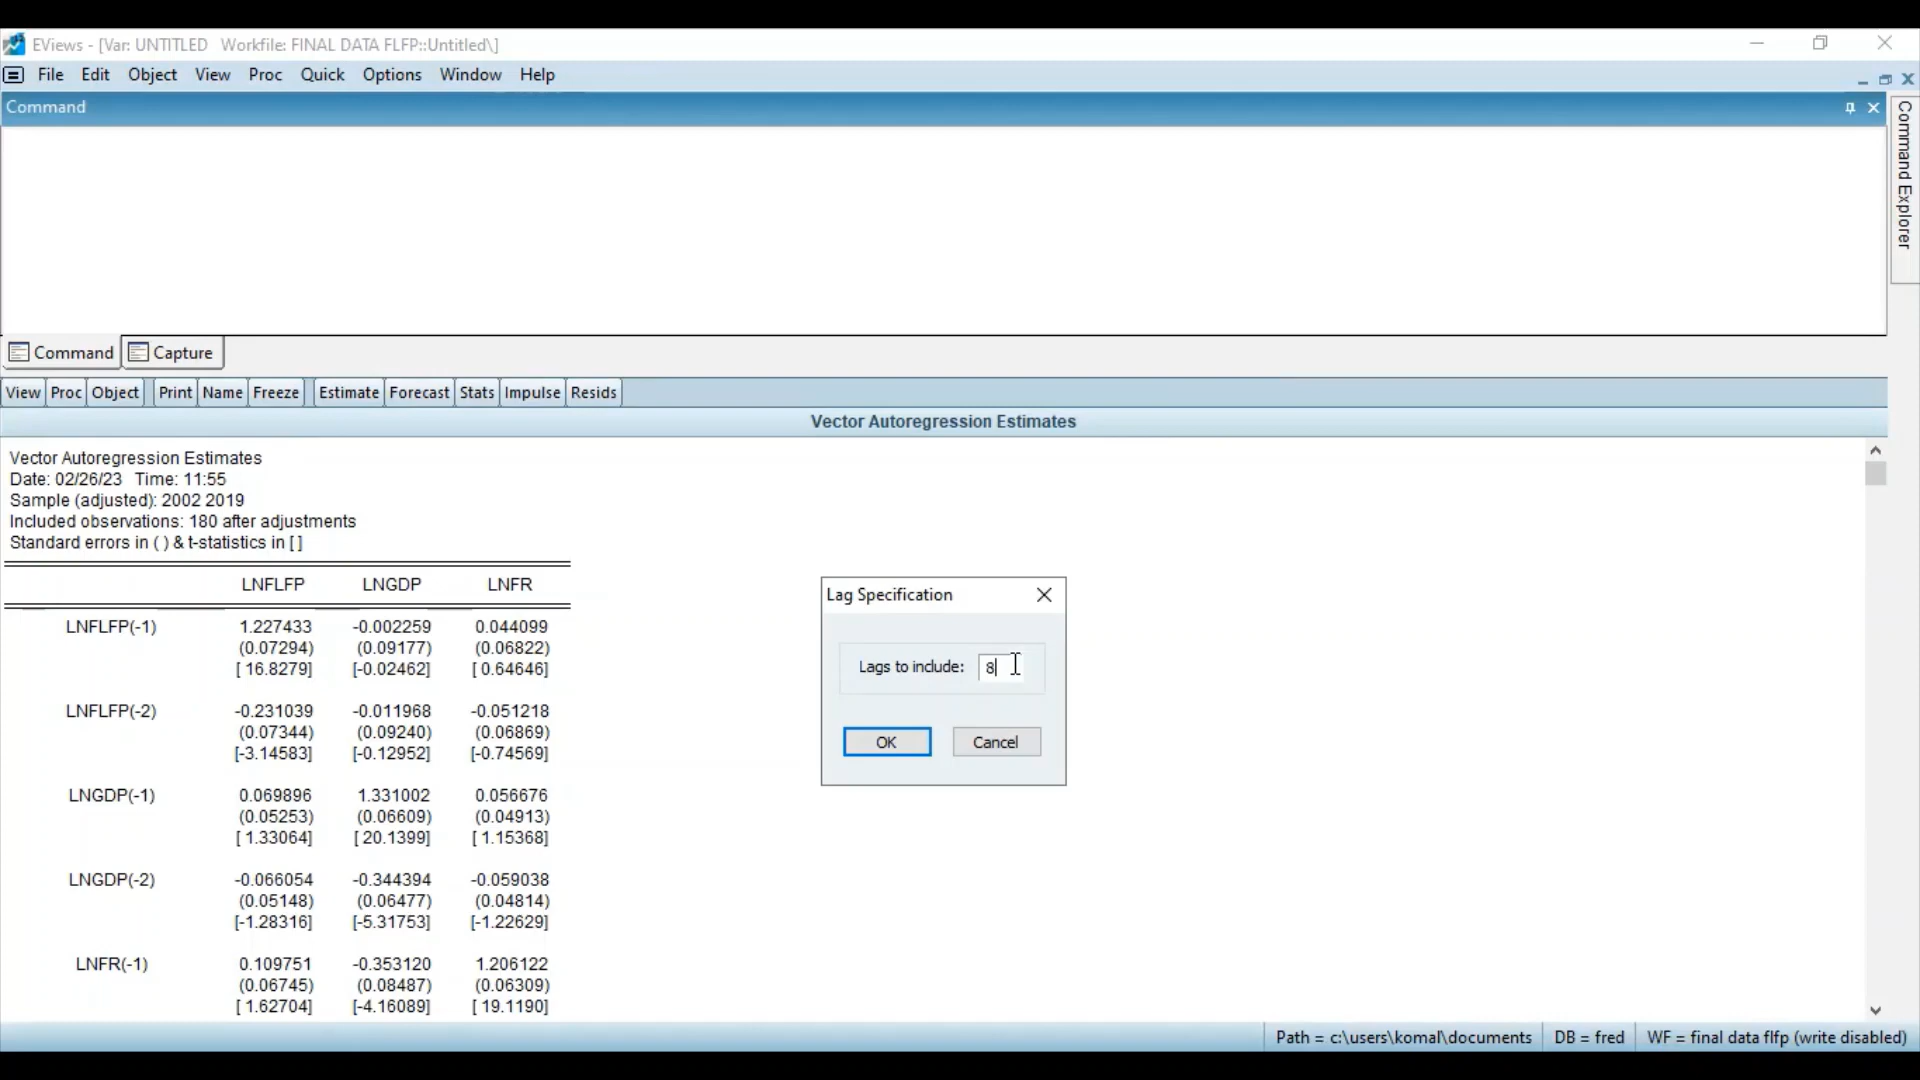 EViews - [Var: UNTITLED   Workfile: FINAL DATA FLFP::Untitled\]
File Edit Object View Proc Quick Options Window Help
Command
Command Explorer
Command Capture
View Proc Object Print Name Freeze Estimate Forecast Stats Impulse Resids
Vector Autoregression Estimates
Vector Autoregression Estimates
Date: 02/26/23   Time: 11:55
Sample (adjusted): 2002 2019
Included observations: 180 after adjustments
Standard errors in ( ) & t-statistics in [ ]
LNFLFP LNGDP LNFR
LNFLFP(-1) 1.227433 -0.002259 0.044099
(0.07294) (0.09177) (0.06822)
[ 16.8279] [-0.02462] [ 0.64646]
LNFLFP(-2) -0.231039 -0.011968 -0.051218
(0.07344) (0.09240) (0.06869)
[-3.14583] [-0.12952] [-0.74569]
LNGDP(-1) 0.069896 1.331002 0.056676
(0.05253) (0.06609) (0.04913)
[ 1.33064] [ 20.1399] [ 1.15368]
LNGDP(-2) -0.066054 -0.344394 -0.059038
(0.05148) (0.06477) (0.04814)
[-1.28316] [-5.31753] [-1.22629]
LNFR(-1) 0.109751 -0.353120 1.206122
(0.06745) (0.08487) (0.06309)
[ 1.62704] [-4.16089] [ 19.1190]
Lag Specification
Lags to include: 8
OK Cancel
Path = c:\users\komal\documents DB = fred WF = final data flfp (write disabled)